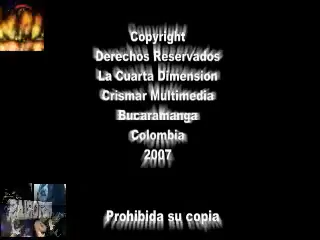 Copyright
Derechos Reservados
La Cuarta Dimension
Crismar Multimedia
Bucaramanga
Colombia
2007
Prohibida su copia